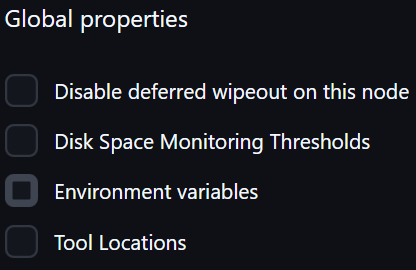 Global properties
Disable deferred wipeout on this node
Disk Space Monitoring Thresholds
Environment variables
Tool Locations